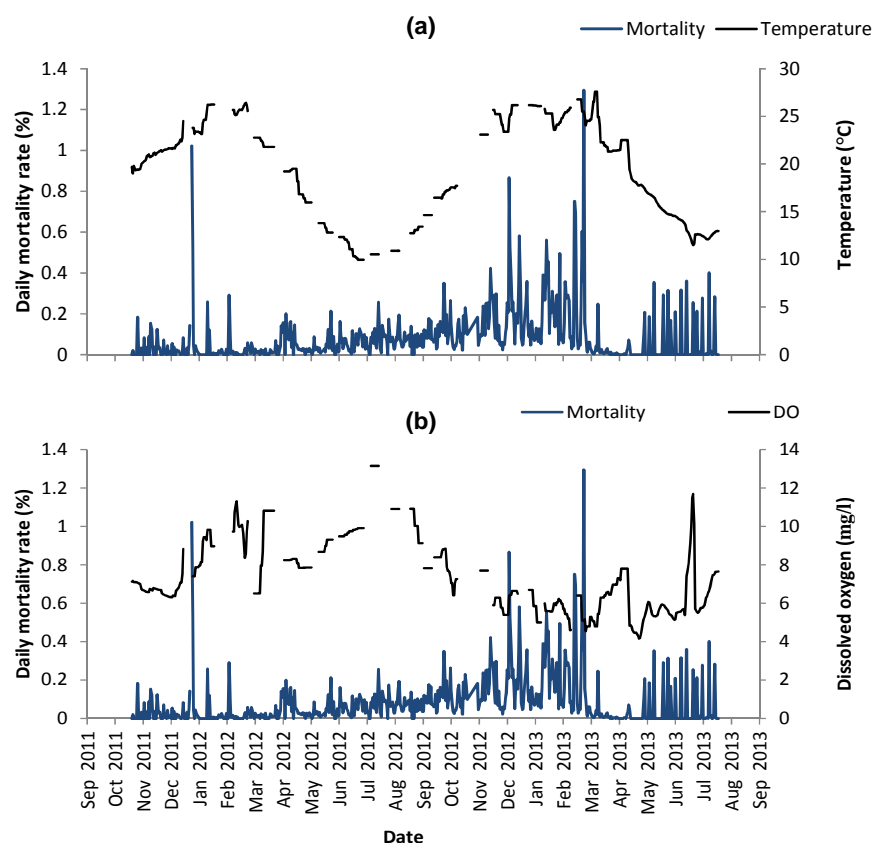 (a)
Mortality Temperature
Daily mortality rate (%)
1.4
1.2
1
0.8
0.6
0.4
0.2
0
30
25
20
15
10
5
0
Temperature (°C)
(b)
Mortality DO
Daily mortality rate (%)
1.4
1.2
1
0.8
0.6
0.4
0.2
0
14
12
10
8
6
4
2
0
Dissolved oxygen (mg/l)
Sep 2011
Oct 2011
Nov 2011
Dec 2011
Jan 2012
Feb 2012
Mar 2012
Apr 2012
May 2012
Jun 2012
Jul 2012
Aug 2012
Sep 2012
Oct 2012
Nov 2012
Dec 2012
Jan 2013
Feb 2013
Mar 2013
Apr 2013
May 2013
Jun 2013
Jul 2013
Aug 2013
Sep 2013
Date